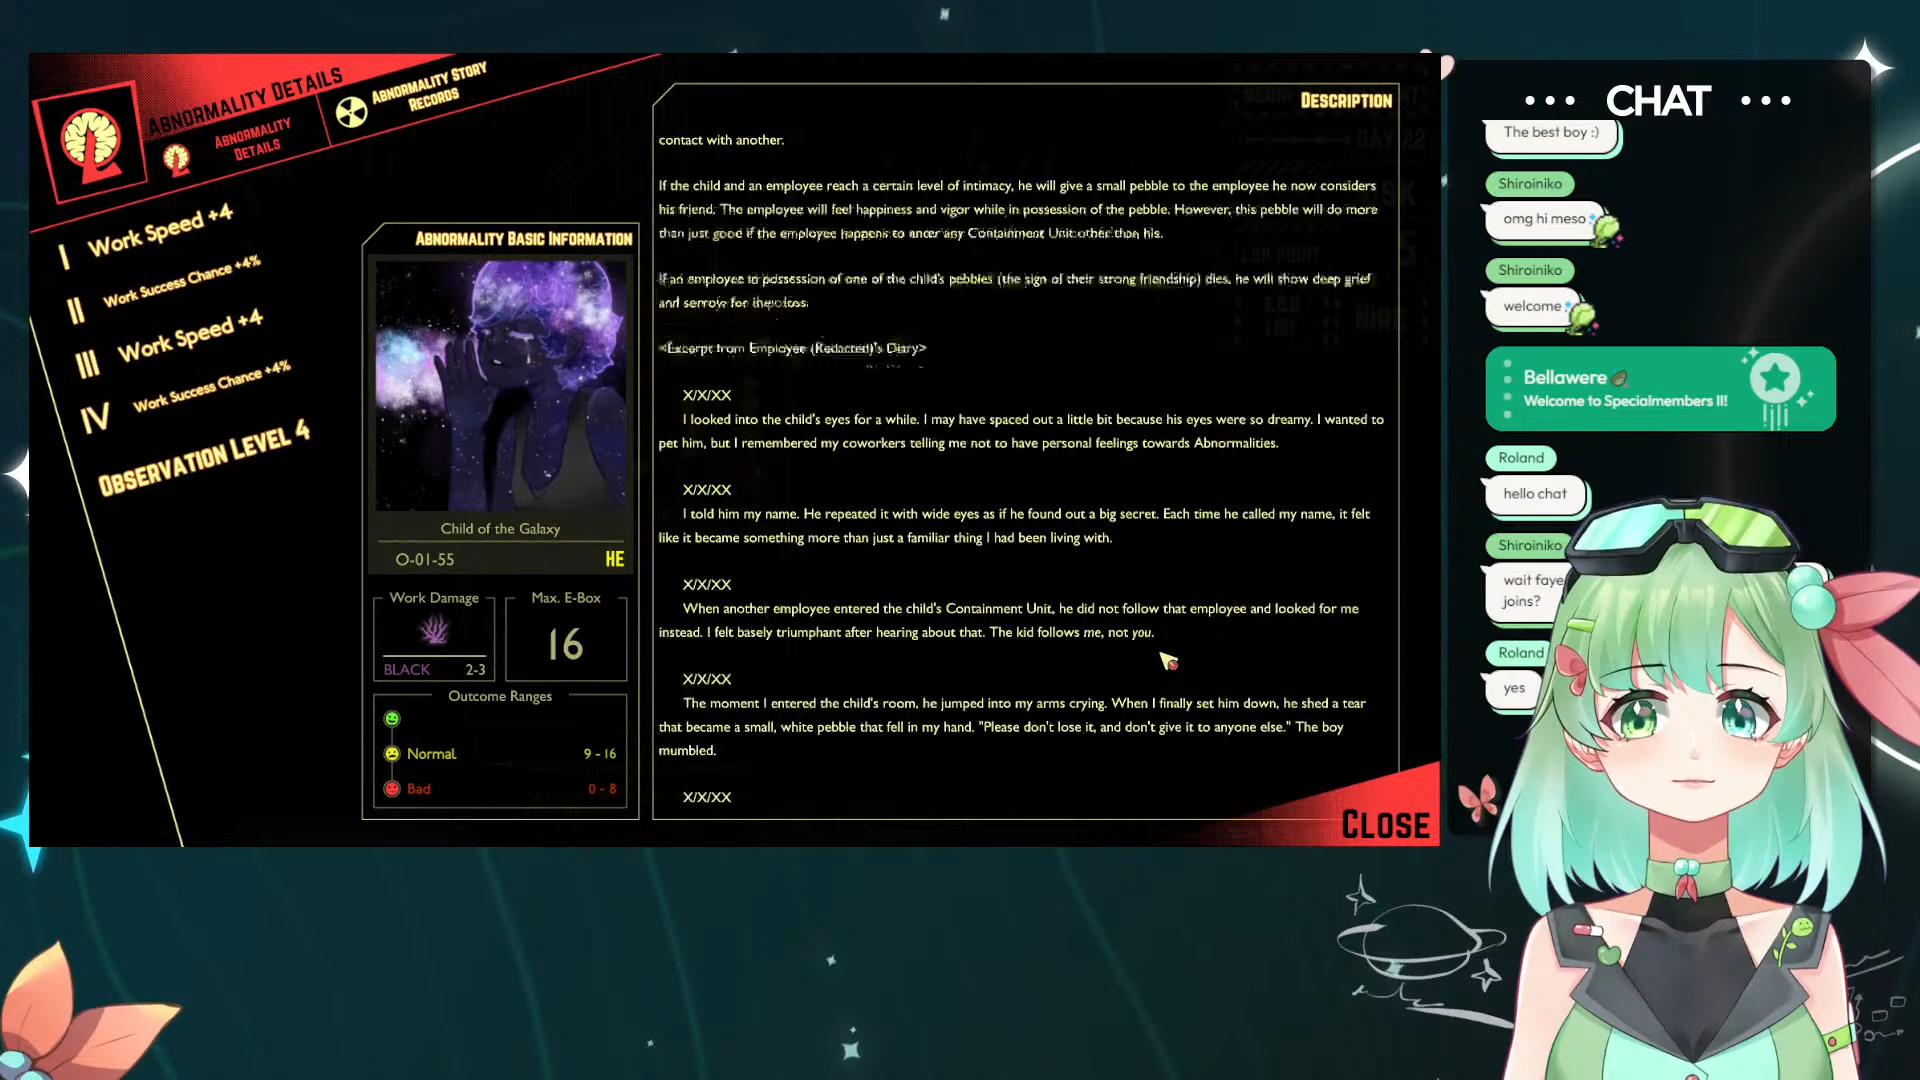 ABNORMALITY DETAILS
ABNORMALITY
DETAILS
ABNORMALITY STORY
RECORDS
I Work Speed +4
II Work Success Chance +4%
III Work Speed +4
IV Work Success Chance +4%
OBSERVATION LEVEL 4
ABNORMALITY BASIC INFORMATION
Child of the Galaxy
O-01-55 HE
Work Damage
BLACK 2-3
Max. E-Box
16
Outcome Ranges
Normal 9 - 16
Bad 0 - 8
DESCRIPTION
contact with another.
If the child and an employee reach a certain level of intimacy, he will give a small pebble to the employee he now considers
his friend. The employee will feel happiness and vigor while in possession of the pebble. However, this pebble will do more
than just good if the employee happens to enter any Containment Unit other than his.
If an employee in possession of one of the child's pebbles (the sign of their strong friendship) dies, he will show deep grief
and sorrow for the loss.
<Excerpt from Employee (Redacted)'s Diary>
X/X/XX
I looked into the child's eyes for a while. I may have spaced out a little bit because his eyes were so dreamy. I wanted to
pet him, but I remembered my coworkers telling me not to have personal feelings towards Abnormalities.
X/X/XX
I told him my name. He repeated it with wide eyes as if he found out a big secret. Each time he called my name, it felt
like it became something more than just a familiar thing I had been living with.
X/X/XX
When another employee entered the child's Containment Unit, he did not follow that employee and looked for me
instead. I felt basely triumphant after hearing about that. The kid follows me, not you.
X/X/XX
The moment I entered the child's room, he jumped into my arms crying. When I finally set him down, he shed a tear
that became a small, white pebble that fell in my hand. "Please don't lose it, and don't give it to anyone else." The boy
mumbled.
X/X/XX
CLOSE
DAY 22
••• CHAT •••
The best boy :)
Shiroiniko
omg hi meso
Shiroiniko
welcome
Bellawere
Welcome to Specialmembers II!
Roland
hello chat
Shiroiniko
wait faye
joins?
Roland
yes